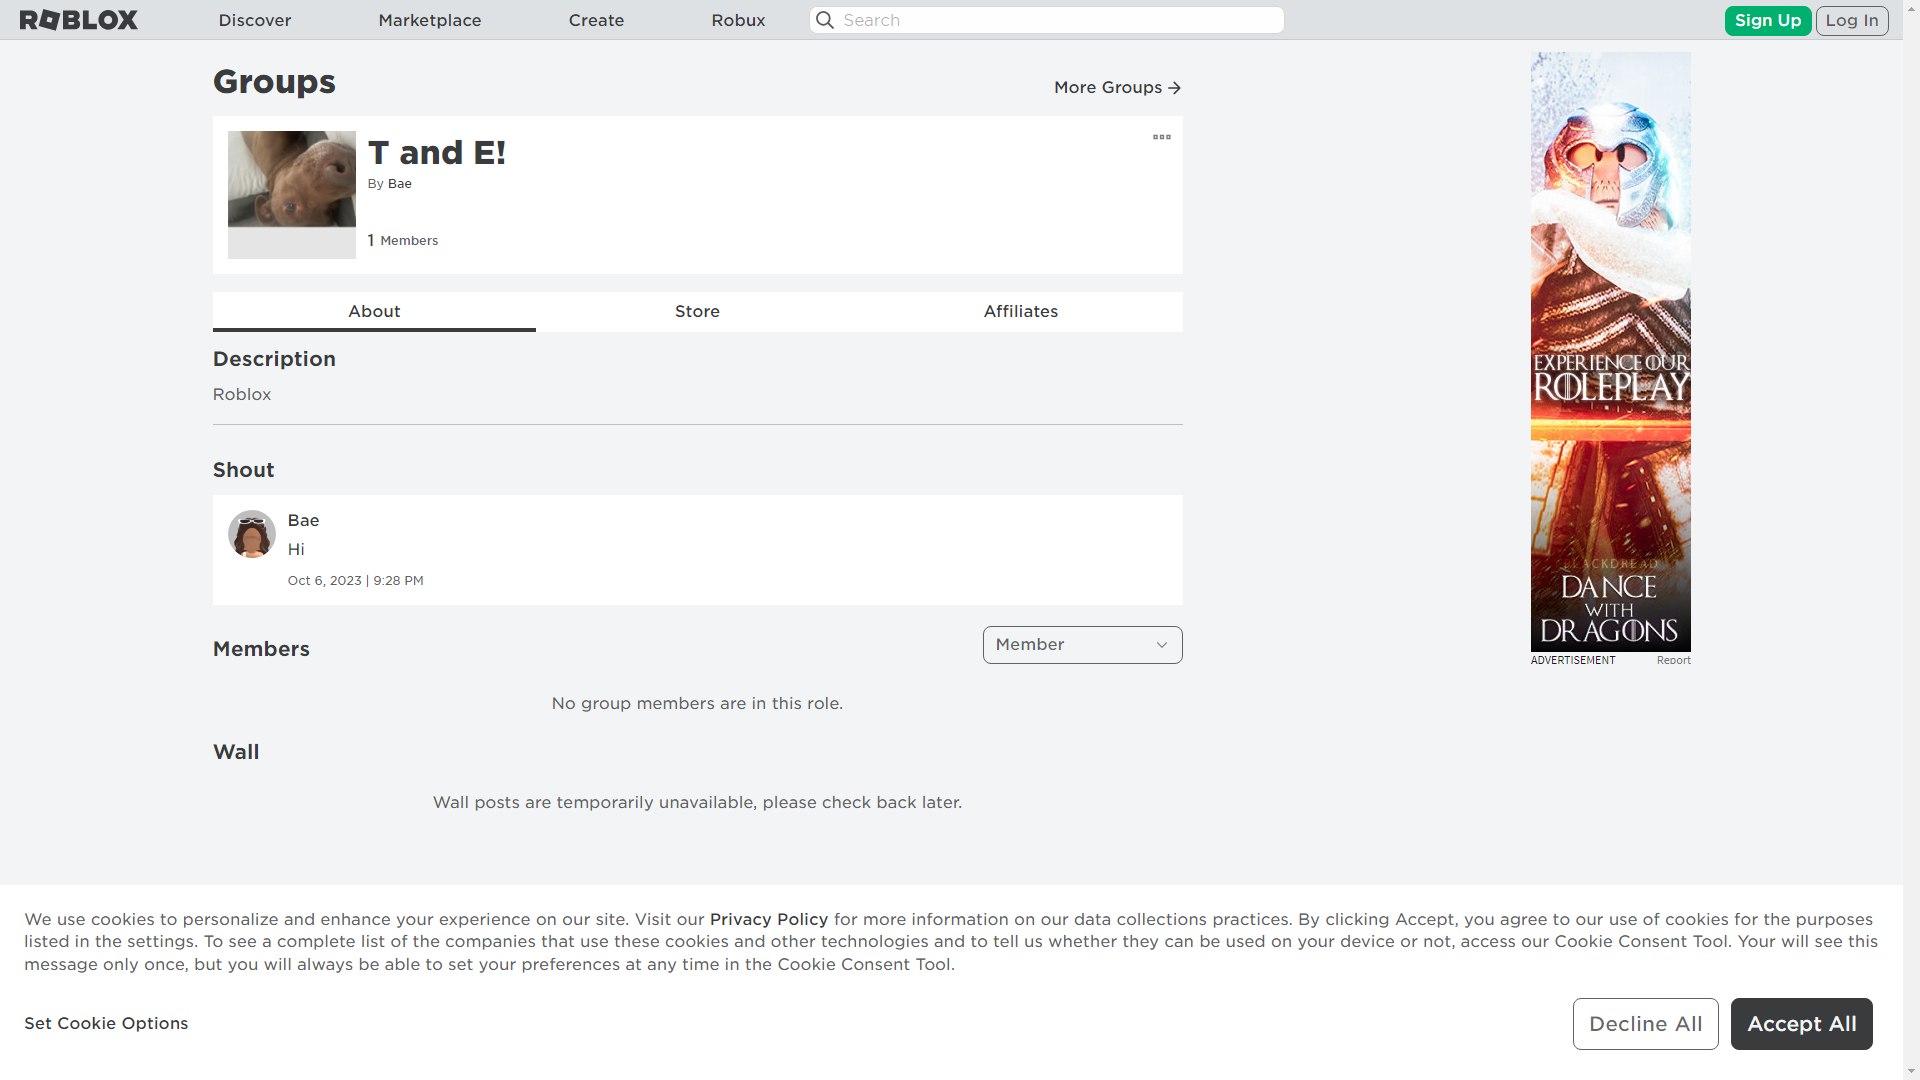 ROBLOX
Discover
Marketplace
Create
Robux
Search
Sign Up
Log In
Groups
More Groups
T and E!
By Bae
1 Members
About
Store
Affiliates
Description
Roblox
Shout
Bae
Hi
Oct 6, 2023 | 9:28 PM
Members
Member
No group members are in this role.
Wall
Wall posts are temporarily unavailable, please check back later.
EXPERIENCE OUR
ROLEPLAY
BLACKDREAD
DANCE
WITH
DRAGONS
ADVERTISEMENT
Report
We use cookies to personalize and enhance your experience on our site. Visit our Privacy Policy for more information on our data collections practices. By clicking Accept, you agree to our use of cookies for the purposes
listed in the settings. To see a complete list of the companies that use these cookies and other technologies and to tell us whether they can be used on your device or not, access our Cookie Consent Tool. Your will see this
message only once, but you will always be able to set your preferences at any time in the Cookie Consent Tool.
Set Cookie Options
Decline All
Accept All